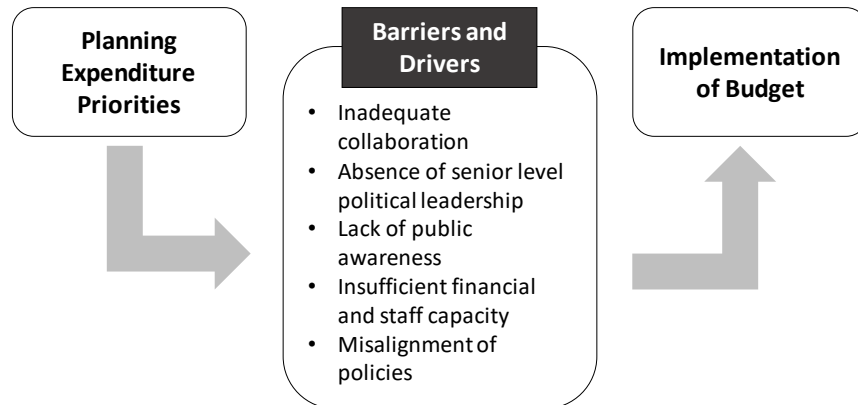 Planning
Expenditure
Priorities
Barriers and
Drivers
• Inadequate
collaboration
• Absence of senior level
political leadership
• Lack of public
awareness
• Insufficient financial
and staff capacity
• Misalignment of
policies
Implementation
of Budget